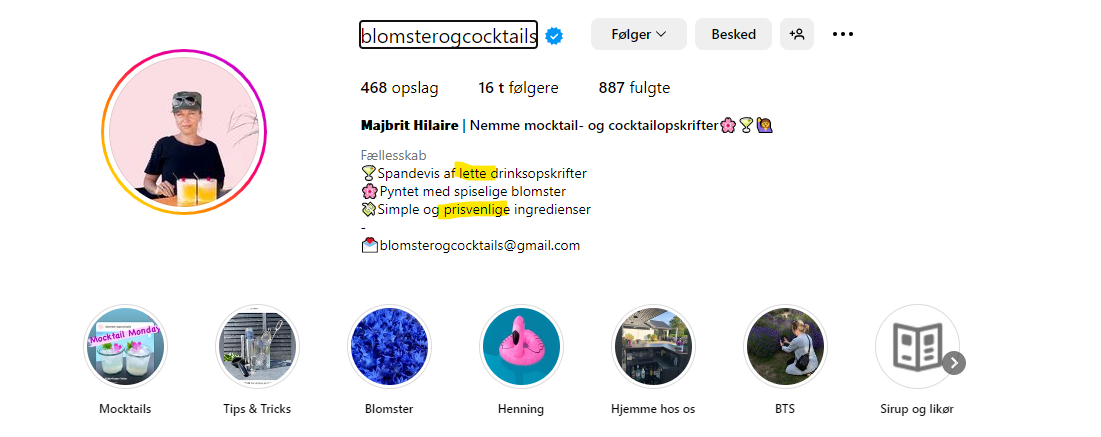 blomsterogcocktails Følger Besked
468 opslag 16 t følgere 887 fulgte
Majbrit Hilaire | Nemme mocktail- og cocktailopskrifter🌸🏆🙋‍♀️
Fællesskab
🏆Spandevis af lette drinksopskrifter
🌸Pyntet med spiselige blomster
💸Simple og prisvenlige ingredienser
-
💌blomsterogcocktails@gmail.com
Mocktail Monday
Mocktails Tips & Tricks Blomster Henning Hjemme hos os BTS Sirup og likør